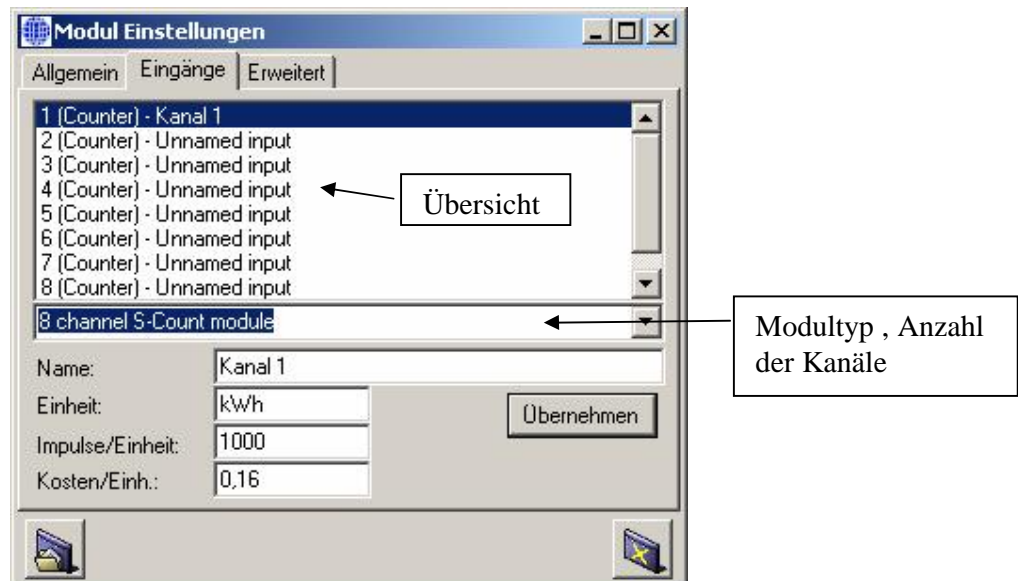 Modul Einstellungen
Allgemein Eingänge Erweitert
1 (Counter) - Kanal 1
2 (Counter) - Unnamed input
3 (Counter) - Unnamed input
4 (Counter) - Unnamed input
5 (Counter) - Unnamed input
6 (Counter) - Unnamed input
7 (Counter) - Unnamed input
8 (Counter) - Unnamed input
Übersicht
8 channel S-Count module
Modultyp , Anzahl
der Kanäle
Name: Kanal 1
Einheit: kWh
Übernehmen
Impulse/Einheit: 1000
Kosten/Einh.: 0,16